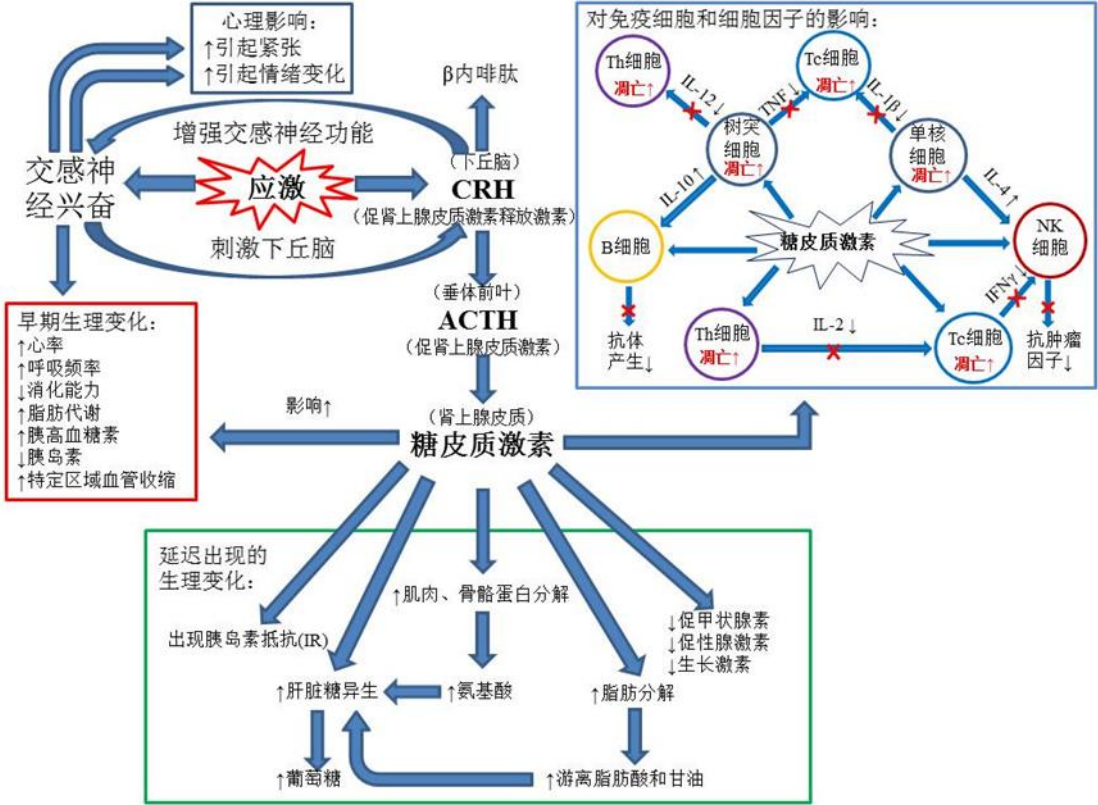 心理影响：
↑引起紧张
↑引起情绪变化
β内啡肽
增强交感神经功能
交感神
经兴奋
应激
（下丘脑）
CRH
（促肾上腺皮质激素释放激素）
刺激下丘脑
（垂体前叶）
ACTH
（促肾上腺皮质激素）
早期生理变化：
↑心率
↑呼吸频率
↓消化能力
↑脂肪代谢
↑胰高血糖素
↓胰岛素
↑特定区域血管收缩
影响↑
（肾上腺皮质）
糖皮质激素
对免疫细胞和细胞因子的影响：
Th细胞
凋亡↑
Tc细胞
凋亡↑
IL-12↓
TNF↓
IL-1β↓
树突
细胞
凋亡↑
单核
细胞
凋亡↑
IL-10↑
IL-4↑
B细胞
糖皮质激素
NK
细胞
抗体
产生↓
Th细胞
凋亡↑
IL-2↓
Tc细胞
凋亡↑
IFNγ↓
抗肿瘤
因子↓
延迟出现的
生理变化：
出现胰岛素抵抗(IR)
↑肌肉、骨骼蛋白分解
↓促甲状腺素
↓促性腺激素
↓生长激素
↑肝脏糖异生
↑氨基酸
↑脂肪分解
↑葡萄糖
↑游离脂肪酸和甘油